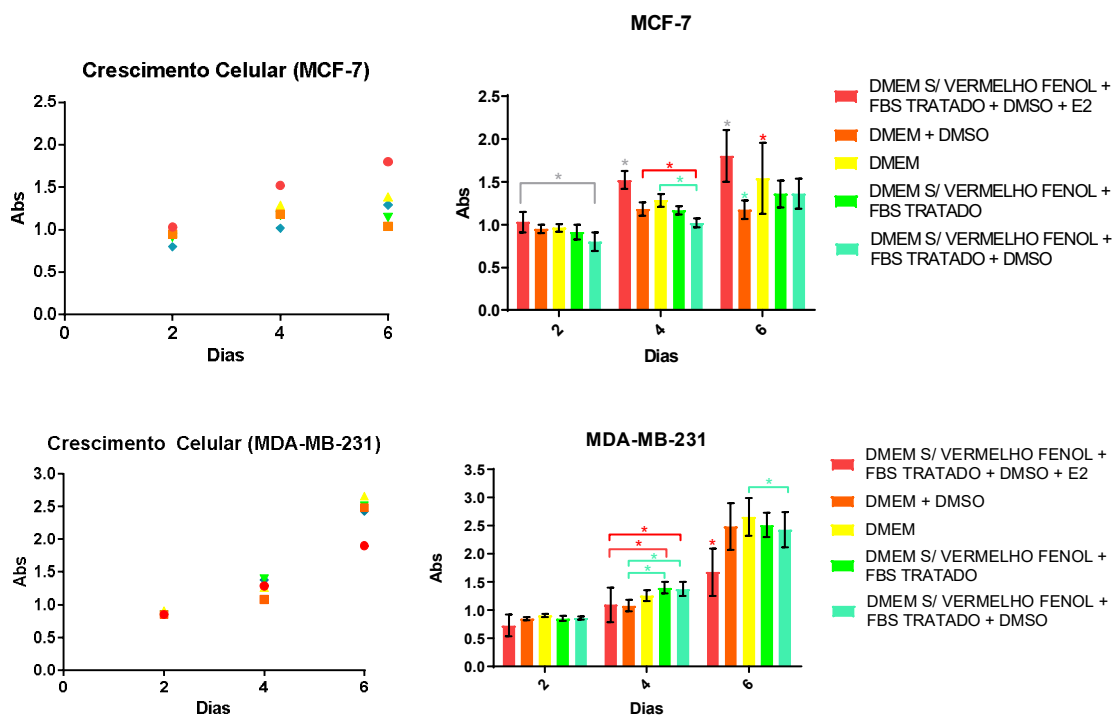 Crescimento Celular (MCF-7)
Abs
2.5
2.0
1.5
1.0
0.5
0.0
0
2
4
6
Dias
MCF-7
Abs
2.5
2.0
1.5
1.0
0.5
0.0
*
*
*
*
*
*
*
2
4
6
Dias
DMEM S/ VERMELHO FENOL +
FBS TRATADO + DMSO + E2
DMEM + DMSO
DMEM
DMEM S/ VERMELHO FENOL +
FBS TRATADO
DMEM S/ VERMELHO FENOL +
FBS TRATADO + DMSO
Crescimento Celular (MDA-MB-231)
Abs
3.0
2.5
2.0
1.5
1.0
0.5
0.0
0
2
4
6
Dias
MDA-MB-231
Abs
3.5
3.0
2.5
2.0
1.5
1.0
0.5
0.0
*
*
*
*
*
*
2
4
6
Dias
DMEM S/ VERMELHO FENOL +
FBS TRATADO + DMSO + E2
DMEM + DMSO
DMEM
DMEM S/ VERMELHO FENOL +
FBS TRATADO
DMEM S/ VERMELHO FENOL +
FBS TRATADO + DMSO